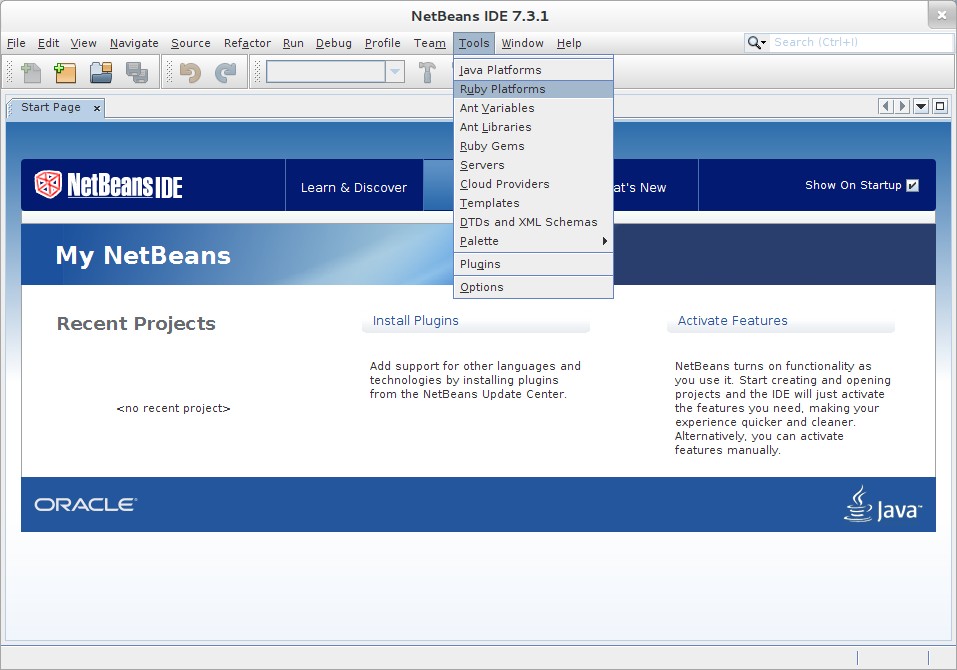 NetBeans IDE 7.3.1
File Edit View Navigate Source Refactor Run Debug Profile Team Tools Window Help
Search (Ctrl+I)
Java Platforms
Ruby Platforms
Ant Variables
Ant Libraries
Ruby Gems
Servers
Cloud Providers
Templates
DTDs and XML Schemas
Palette
Plugins
Options
Start Page
NetBeans IDE
Learn & Discover
at's New
Show On Startup
My NetBeans
Recent Projects
<no recent project>
Install Plugins
Add support for other languages and
technologies by installing plugins
from the NetBeans Update Center.
Activate Features
NetBeans turns on functionality as
you use it. Start creating and opening
projects and the IDE will just activate
the features you need, making your
experience quicker and cleaner.
Alternatively, you can activate
features manually.
ORACLE
Java